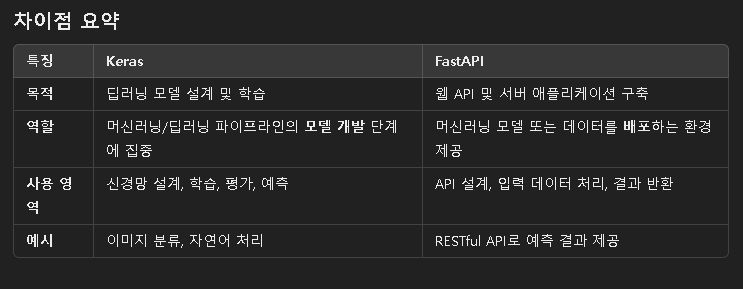 차이점 요약
특징 Keras FastAPI
목적 딥러닝 모델 설계 및 학습 웹 API 및 서버 애플리케이션 구축
역할 머신러닝/딥러닝 파이프라인의 모델 개발 단계에 집중 머신러닝 모델 또는 데이터를 배포하는 환경 제공
사용 영역 신경망 설계, 학습, 평가, 예측 API 설계, 입력 데이터 처리, 결과 반환
예시 이미지 분류, 자연어 처리 RESTful API로 예측 결과 제공